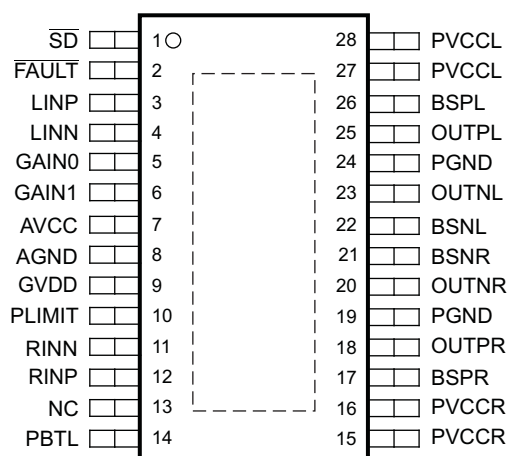 SD 1 28 PVCCL
FAULT 2 27 PVCCL
LINP 3 26 BSPL
LINN 4 25 OUTPL
GAIN0 5 24 PGND
GAIN1 6 23 OUTNL
AVCC 7 22 BSNL
AGND 8 21 BSNR
GVDD 9 20 OUTNR
PLIMIT 10 19 PGND
RINN 11 18 OUTPR
RINP 12 17 BSPR
NC 13 16 PVCCR
PBTL 14 15 PVCCR